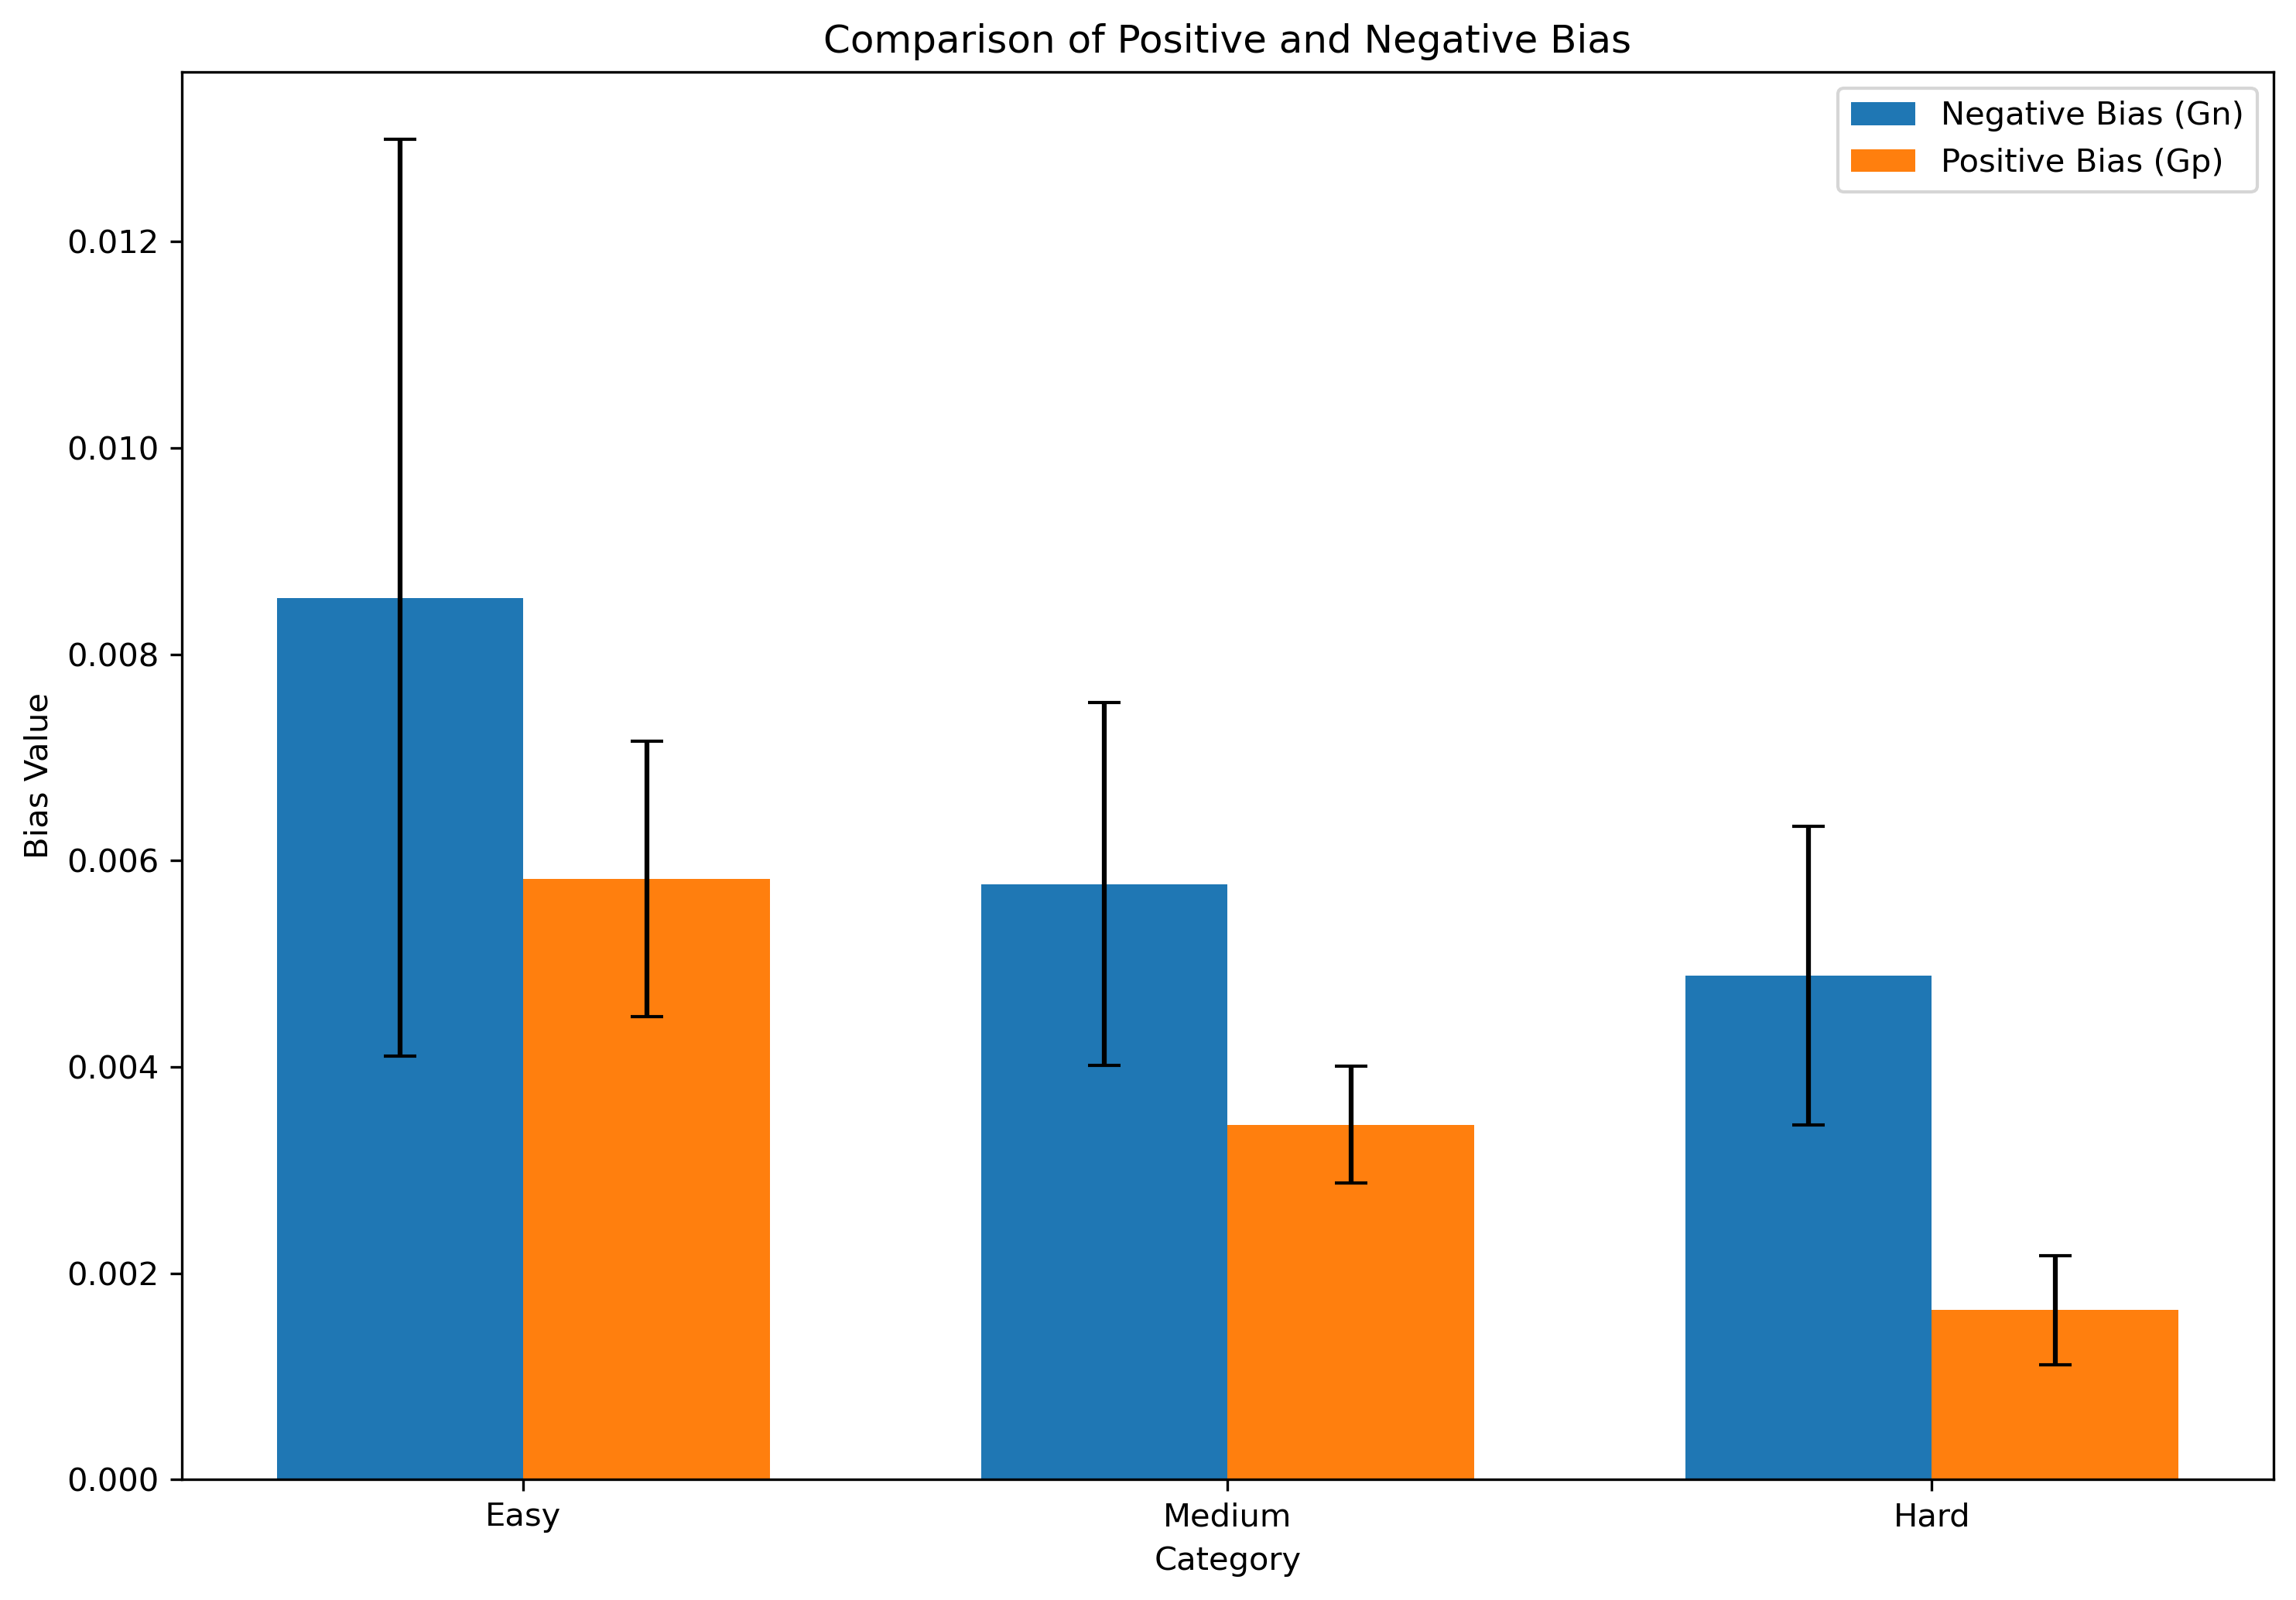 Comparison of Positive and Negative Bias
Negative Bias (Gn)
Positive Bias (Gp)
0.012
0.010
0.008
0.006
0.004
0.002
0.000
Bias Value
Easy
Medium
Hard
Category